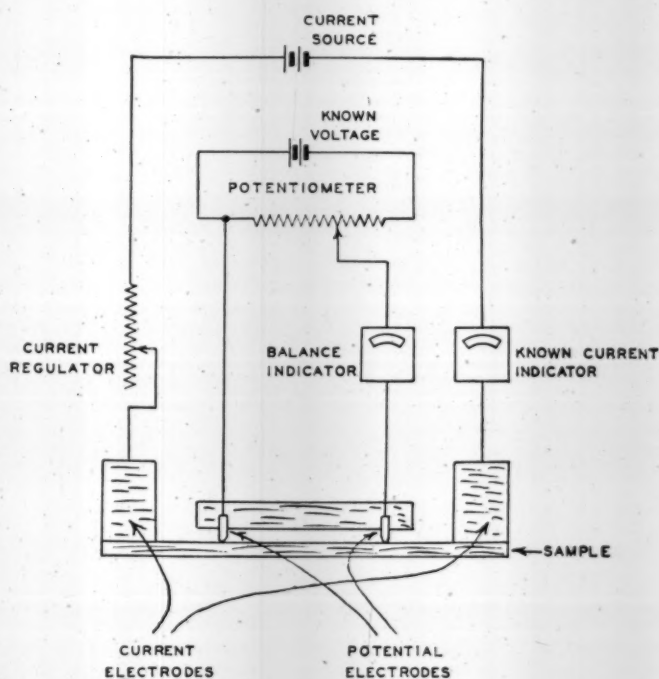 CURRENT
SOURCE
KNOWN
VOLTAGE
POTENTIOMETER
CURRENT
REGULATOR
BALANCE
INDICATOR
KNOWN CURRENT
INDICATOR
SAMPLE
CURRENT
ELECTRODES
POTENTIAL
ELECTRODES